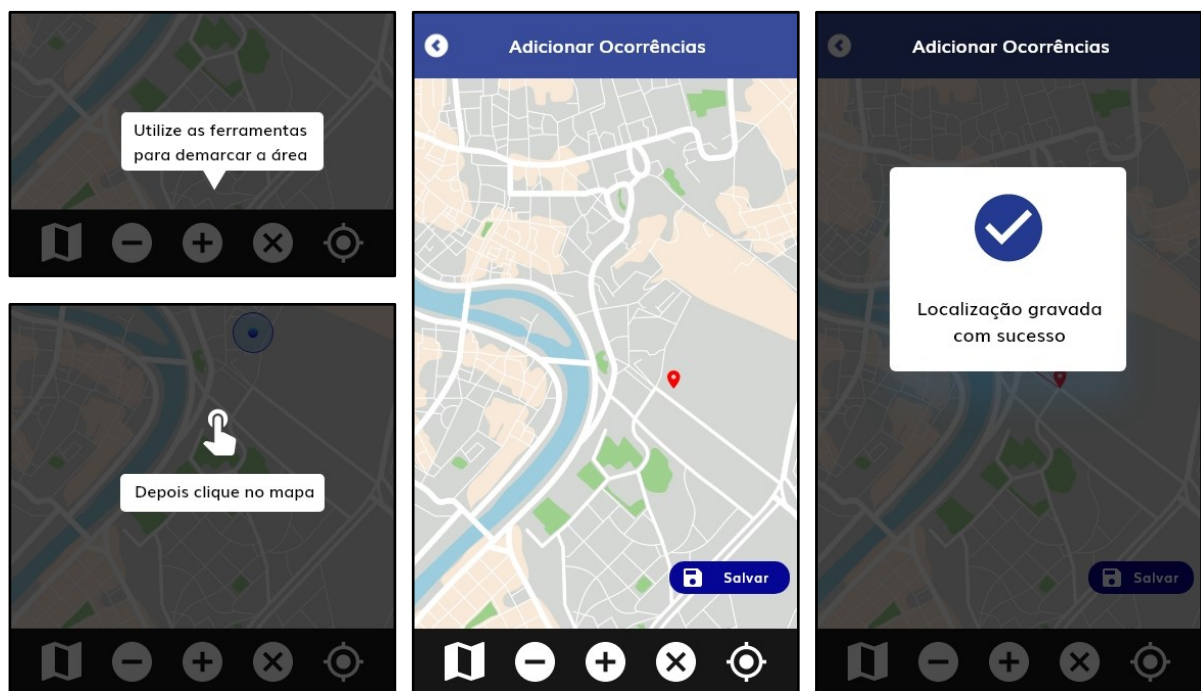 Utilize as ferramentas
para demarcar a área
Depois clique no mapa
Adicionar Ocorrências
Salvar
Adicionar Ocorrências
Localização gravada
com sucesso
Salvar